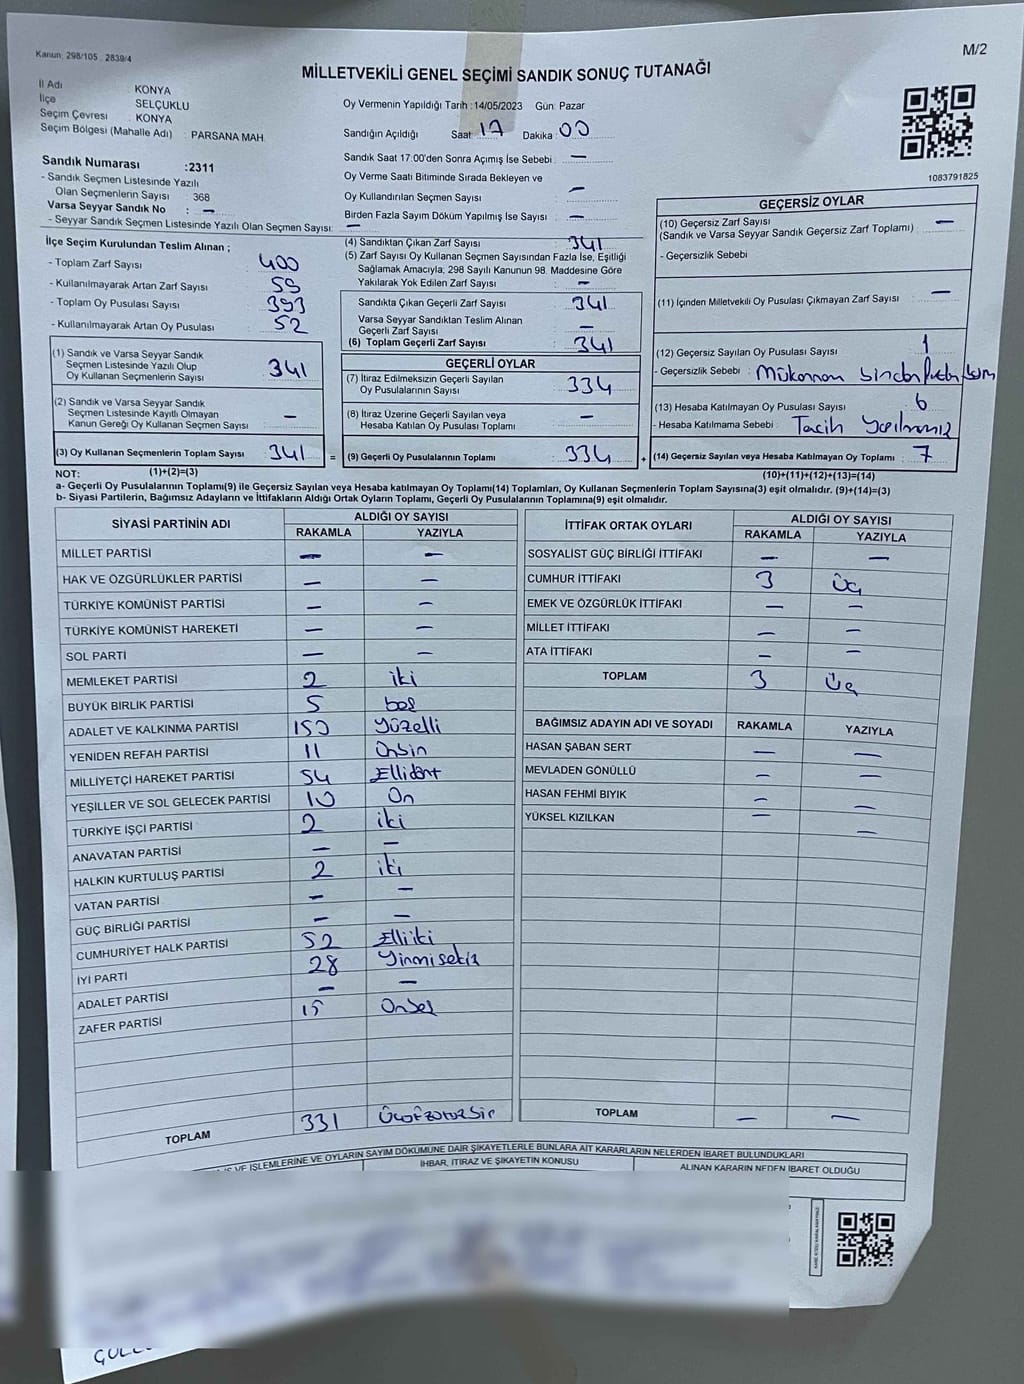 Kanun: 298/105 , 2839/4
M/2
MİLLETVEKİLİ GENEL SEÇİMİ SANDIK SONUÇ TUTANAĞI
İl Adı : KONYA
İlçe : SELÇUKLU
Seçim Çevresi : KONYA
Seçim Bölgesi (Mahalle Adı) : PARSANA MAH.
Oy Vermenin Yapıldığı Tarih :14/05/2023 Gün: Pazar
Sandığın Açıldığı Saat: 17 Dakika: 00
Sandık Saat 17:00'den Sonra Açımış İse Sebebi : —
Oy Verme Saati Bitiminde Sırada Bekleyen ve
Oy Kullandırılan Seçmen Sayısı : —
Birden Fazla Sayım Döküm Yapılmış İse Sayısı : —
1083791825
Sandık Numarası :2311
- Sandık Seçmen Listesinde Yazılı
Olan Seçmenlerin Sayısı : 368
Varsa Seyyar Sandık No : —
- Seyyar Sandık Seçmen Listesinde Yazılı Olan Seçmen Sayısı: —
İlçe Seçim Kurulundan Teslim Alınan ;
- Toplam Zarf Sayısı : 400
- Kullanılmayarak Artan Zarf Sayısı : 59
- Toplam Oy Pusulası Sayısı : 393
- Kullanılmayarak Artan Oy Pusulası : 52
(4) Sandıktan Çıkan Zarf Sayısı : 341
(5) Zarf Sayısı Oy Kullanan Seçmen Sayısından Fazla İse, Eşitliği
Sağlamak Amacıyla; 298 Sayılı Kanunun 98. Maddesine Göre
Yakılarak Yok Edilen Zarf Sayısı : —
Sandıkta Çıkan Geçerli Zarf Sayısı : 341
Varsa Seyyar Sandıktan Teslim Alınan
Geçerli Zarf Sayısı : —
(6) Toplam Geçerli Zarf Sayısı : 341
GEÇERSİZ OYLAR
(10) Geçersiz Zarf Sayısı : —
(Sandık ve Varsa Seyyar Sandık Geçersiz Zarf Toplamı)
- Geçersizlik Sebebi
(11) İçinden Milletvekili Oy Pusulası Çıkmayan Zarf Sayısı —
(12) Geçersiz Sayılan Oy Pusulası Sayısı : 1
- Geçersizlik Sebebi : Mükerrer birden fazla
(13) Hesaba Katılmayan Oy Pusulası Sayısı : 6
- Hesaba Katılmama Sebebi : Tercih Yapılmamış
(14) Geçersiz Sayılan veya Hesaba Katılmayan Oy Toplamı : 7
(10)+(11)+(12)+(13)=(14)
(1) Sandık ve Varsa Seyyar Sandık
Seçmen Listesinde Yazılı Olup
Oy Kullanan Seçmenlerin Sayısı : 341
(2) Sandık ve Varsa Seyyar Sandık
Seçmen Listesinde Kayıtlı Olmayan
Kanun Gereği Oy Kullanan Seçmen Sayısı : —
(3) Oy Kullanan Seçmenlerin Toplam Sayısı : 341 =
(1)+(2)=(3)
GEÇERLİ OYLAR
(7) İtiraz Edilmeksizin Geçerli Sayılan
Oy Pusulalarının Sayısı : 334
(8) İtiraz Üzerine Geçerli Sayılan veya
Hesaba Katılan Oy Pusulası Toplamı : —
(9) Geçerli Oy Pusulalarının Toplamı : 334 +
NOT:
a- Geçerli Oy Pusulalarının Toplamı(9) ile Geçersiz Sayılan veya Hesaba katılmayan Oy Toplamı(14) Toplamları, Oy Kullanan Seçmenlerin Toplam Sayısına(3) eşit olmalıdır. (9)+(14)=(3)
b- Siyasi Partilerin, Bağımsız Adayların ve İttifakların Aldığı Ortak Oyların Toplamı, Geçerli Oy Pusulalarının Toplamına(9) eşit olmalıdır.
SİYASİ PARTİNİN ADI ALDIĞI OY SAYISI
RAKAMLA YAZIYLA
MİLLET PARTİSİ — —
HAK VE ÖZGÜRLÜKLER PARTİSİ — —
TÜRKİYE KOMÜNİST PARTİSİ — —
TÜRKİYE KOMÜNİST HAREKETİ — —
SOL PARTİ — —
MEMLEKET PARTİSİ 2 iki
BÜYÜK BİRLİK PARTİSİ 5 beş
ADALET VE KALKINMA PARTİSİ 150 Yüzelli
YENİDEN REFAH PARTİSİ 11 Onbir
MİLLİYETÇİ HAREKET PARTİSİ 54 Ellidört
YEŞİLLER VE SOL GELECEK PARTİSİ 10 On
TÜRKİYE İŞÇİ PARTİSİ 2 iki
ANAVATAN PARTİSİ — —
HALKIN KURTULUŞ PARTİSİ 2 iki
VATAN PARTİSİ — —
GÜÇ BİRLİĞİ PARTİSİ — —
CUMHURİYET HALK PARTİSİ 52 Elliiki
İYİ PARTİ 28 Yirmisekiz
ADALET PARTİSİ — —
ZAFER PARTİSİ 15 Onbeş
TOPLAM 331 Üçyüzotuzbir
İTTİFAK ORTAK OYLARI ALDIĞI OY SAYISI
RAKAMLA YAZIYLA
SOSYALİST GÜÇ BİRLİĞİ İTTİFAKI — —
CUMHUR İTTİFAKI 3 Üç
EMEK VE ÖZGÜRLÜK İTTİFAKI — —
MİLLET İTTİFAKI — —
ATA İTTİFAKI — —
TOPLAM 3 Üç
BAĞIMSIZ ADAYIN ADI VE SOYADI RAKAMLA YAZIYLA
HASAN ŞABAN SERT — —
MEVLADEN GÖNÜLLÜ — —
HASAN FEHMİ BIYIK — —
YÜKSEL KIZILKAN — —
TOPLAM — —
VE İŞLEMLERİNE VE OYLARIN SAYIM DÖKÜMÜNE DAİR ŞİKAYETLERLE BUNLARA AİT KARARLARIN NELERDEN İBARET BULUNDUKLARI
İHBAR, İTİRAZ VE ŞİKAYETİN KONUSU ALINAN KARARIN NEDEN İBARET OLDUĞU